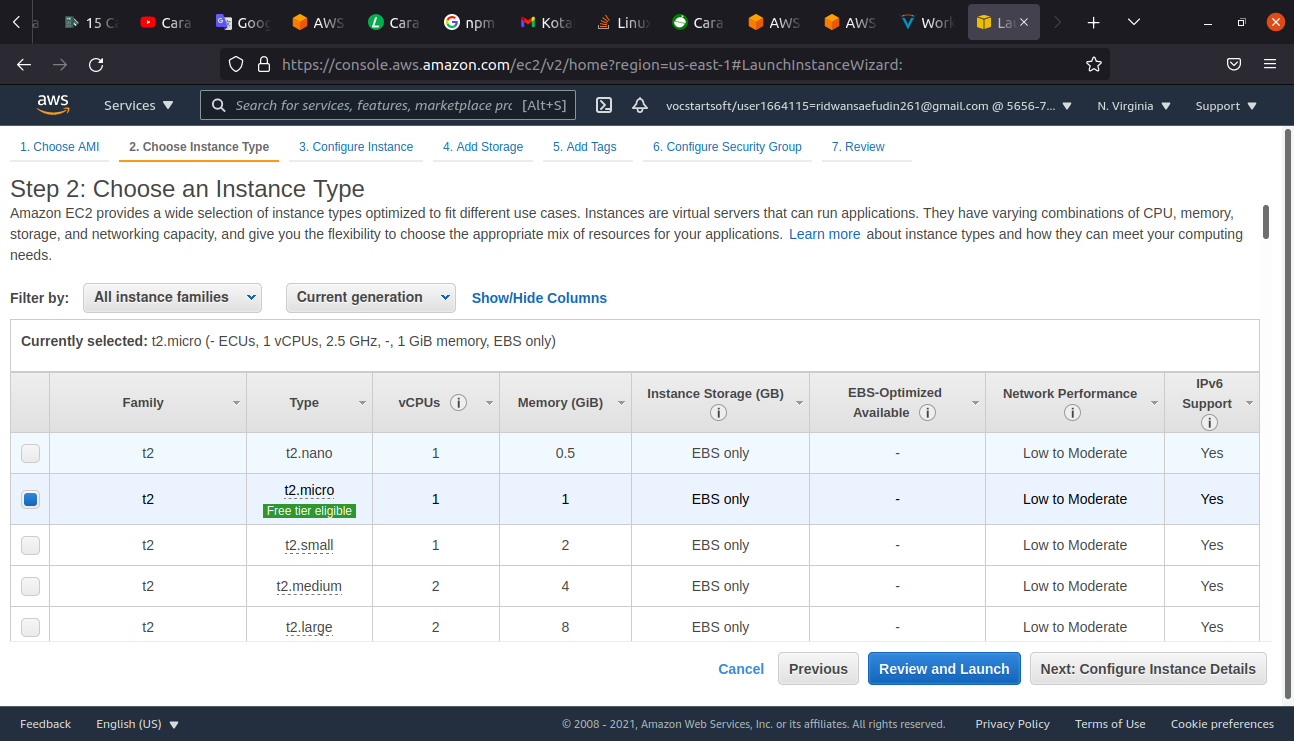 15 C
Cara
Goog
AWS
Cara
npm
Kota
Linux
Cara
AWS
AWS
Work
La
https://console.aws.amazon.com/ec2/v2/home?region=us-east-1#LaunchInstanceWizard:
aws Services Search for services, features, marketplace prc [Alt+S] vocstartsoft/user1664115=ridwansaefudin261@gmail.com @ 5656-7... N. Virginia Support
1. Choose AMI 2. Choose Instance Type 3. Configure Instance 4. Add Storage 5. Add Tags 6. Configure Security Group 7. Review
Step 2: Choose an Instance Type
Amazon EC2 provides a wide selection of instance types optimized to fit different use cases. Instances are virtual servers that can run applications. They have varying combinations of CPU, memory,
storage, and networking capacity, and give you the flexibility to choose the appropriate mix of resources for your applications. Learn more about instance types and how they can meet your computing
needs.
Filter by: All instance families Current generation Show/Hide Columns
Currently selected: t2.micro (- ECUs, 1 vCPUs, 2.5 GHz, -, 1 GiB memory, EBS only)
Family Type vCPUs Memory (GiB) Instance Storage (GB) EBS-Optimized Available Network Performance IPv6 Support
t2 t2.nano 1 0.5 EBS only - Low to Moderate Yes
t2 t2.micro 1 1 EBS only - Low to Moderate Yes
Free tier eligible
t2 t2.small 1 2 EBS only - Low to Moderate Yes
t2 t2.medium 2 4 EBS only - Low to Moderate Yes
t2 t2.large 2 8 EBS only - Low to Moderate Yes
Cancel Previous Review and Launch Next: Configure Instance Details
Feedback English (US) © 2008 - 2021, Amazon Web Services, Inc. or its affiliates. All rights reserved. Privacy Policy Terms of Use Cookie preferences